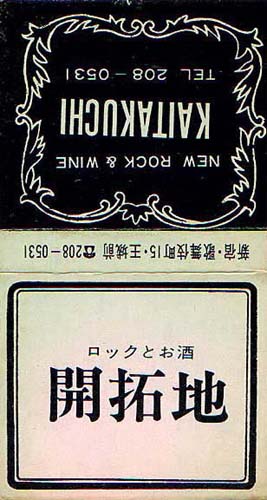 NEW ROCK & WINE
KAITAKUCHI
TEL 208-0531
新宿・歌舞伎町15・王城前 ☎208-0531
ロックとお酒
開拓地